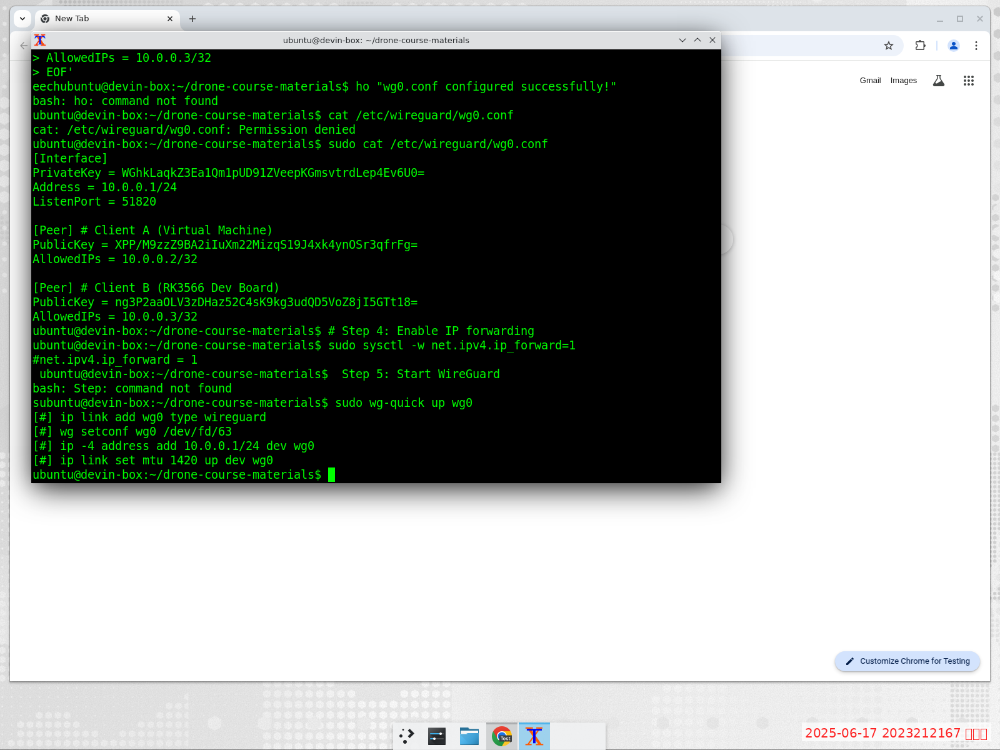 New Tab
ubuntu@devin-box: ~/drone-course-materials
Gmail Images
> AllowedIPs = 10.0.0.3/32
> EOF'
eechubuntu@devin-box:~/drone-course-materials$ ho "wg0.conf configured successfully!"
bash: ho: command not found
ubuntu@devin-box:~/drone-course-materials$ cat /etc/wireguard/wg0.conf
cat: /etc/wireguard/wg0.conf: Permission denied
ubuntu@devin-box:~/drone-course-materials$ sudo cat /etc/wireguard/wg0.conf
[Interface]
PrivateKey = WGhkLaqkZ3Ea1Qm1pUD91ZVeepKGmsvtrdLep4Ev6U0=
Address = 10.0.0.1/24
ListenPort = 51820
[Peer] # Client A (Virtual Machine)
PublicKey = XPP/M9zzZ9BA2iIuXm22MizqS19J4xk4ynOSr3qfrFg=
AllowedIPs = 10.0.0.2/32
[Peer] # Client B (RK3566 Dev Board)
PublicKey = ng3P2aaOLV3zDHaz52C4sK9kg3udQD5VoZ8jI5GTt18=
AllowedIPs = 10.0.0.3/32
ubuntu@devin-box:~/drone-course-materials$ # Step 4: Enable IP forwarding
ubuntu@devin-box:~/drone-course-materials$ sudo sysctl -w net.ipv4.ip_forward=1
#net.ipv4.ip_forward = 1
ubuntu@devin-box:~/drone-course-materials$  Step 5: Start WireGuard
bash: Step: command not found
subuntu@devin-box:~/drone-course-materials$ sudo wg-quick up wg0
[#] ip link add wg0 type wireguard
[#] wg setconf wg0 /dev/fd/63
[#] ip -4 address add 10.0.0.1/24 dev wg0
[#] ip link set mtu 1420 up dev wg0
ubuntu@devin-box:~/drone-course-materials$
Customize Chrome for Testing
Test
2025-06-17 2023212167